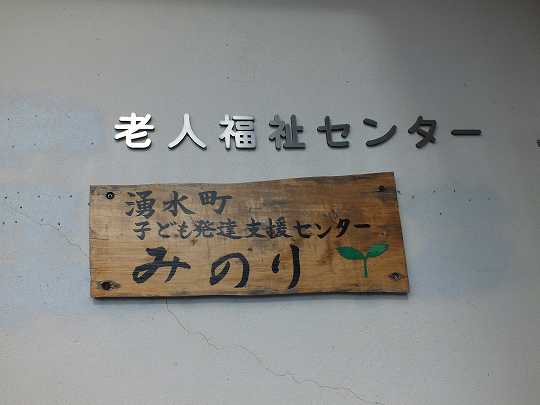 老人福祉センター
湧水町
子ども発達支援センター
みのり